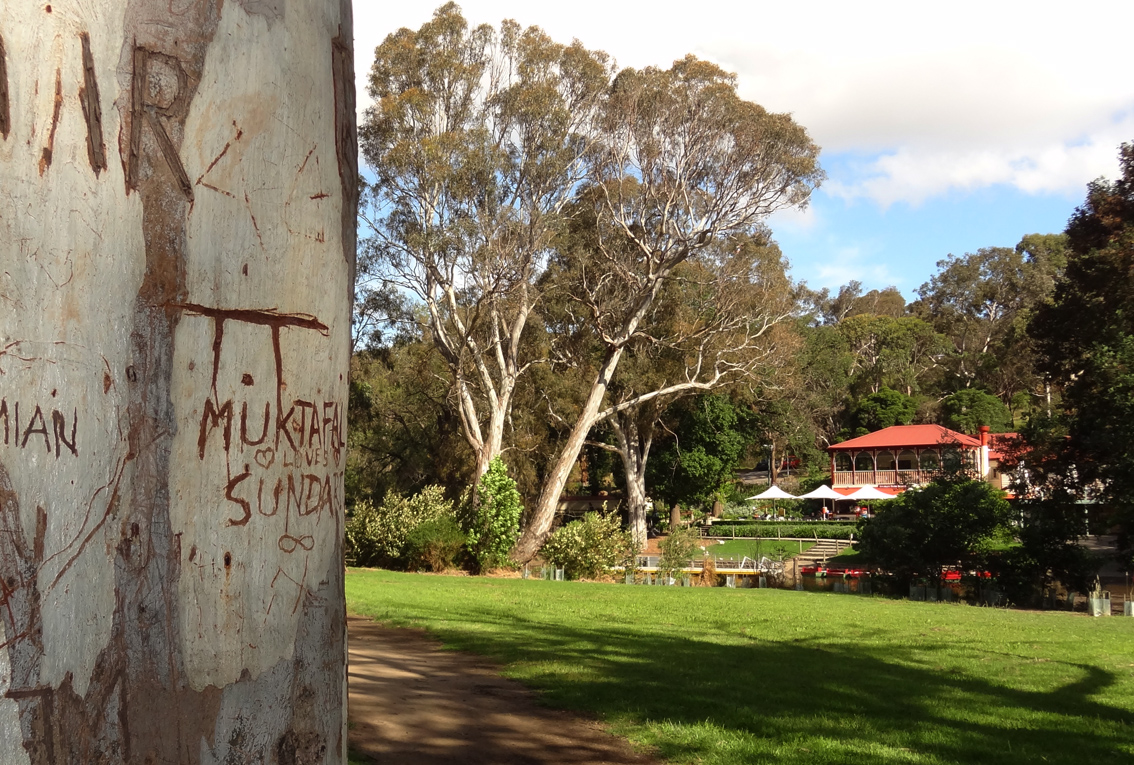 R
MIAN
MUKTAFAL
LOVES
SUNDA
∞